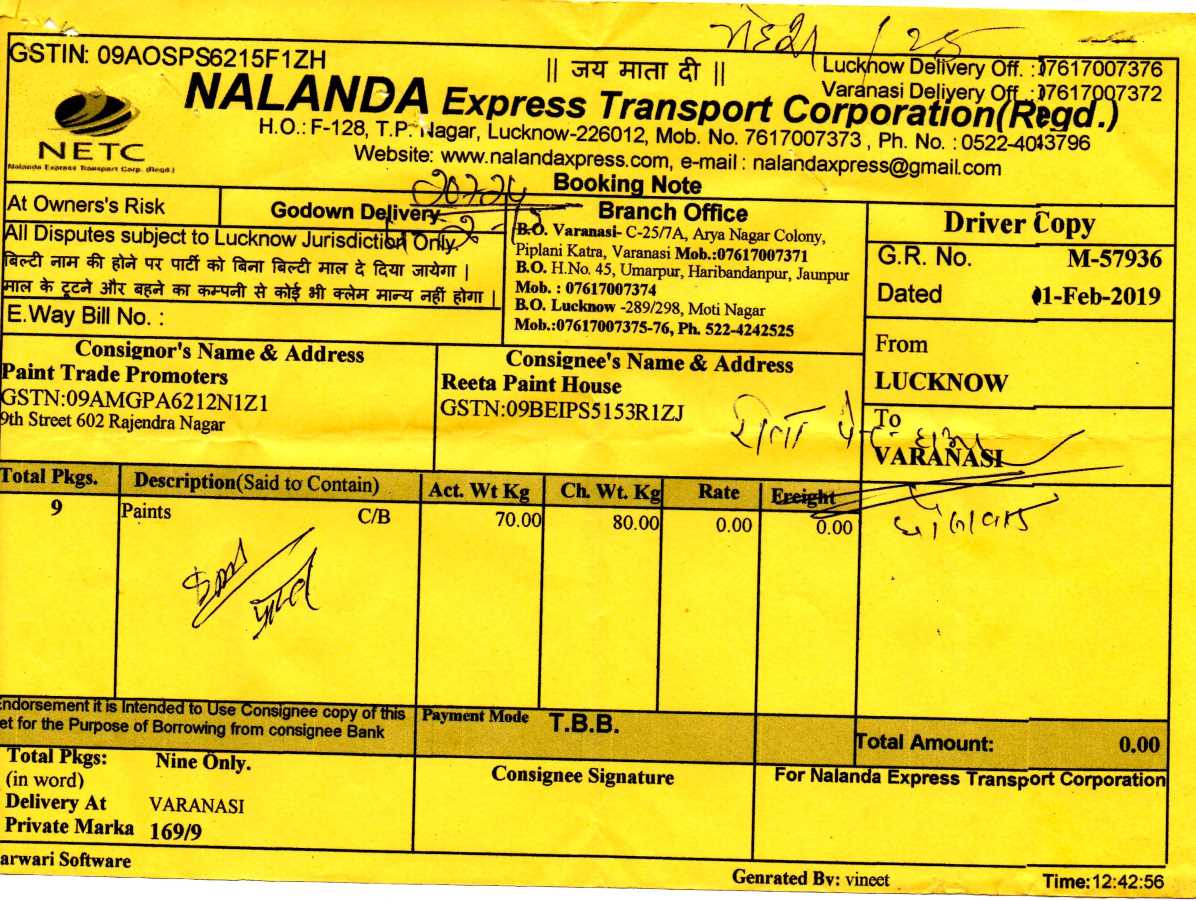 GSTIN: 09AOSPS6215F1ZH
|| जय माता दी ||
Lucknow Delivery Off. : 07617007376
Varanasi Delivery Off. : 07617007372
NALANDA Express Transport Corporation(Regd.)
H.O.: F-128, T.P. Nagar, Lucknow-226012, Mob. No. 7617007373 , Ph. No. : 0522-4043796
Website: www.nalandaxpress.com, e-mail : nalandaxpress@gmail.com
NETC
Nalanda Express Transport Corp. (Regd.)
Booking Note
At Owners's Risk
Godown Delivery
All Disputes subject to Lucknow Jurisdiction Only.
बिल्टी नाम की होने पर पार्टी को बिना बिल्टी माल दे दिया जायेगा |
माल के टूटने और बहने का कम्पनी से कोई भी क्लेम मान्य नहीं होगा |
E.Way Bill No. :
Branch Office
B.O. Varanasi- C-25/7A, Arya Nagar Colony,
Piplani Katra, Varanasi Mob.:07617007371
B.O. H.No. 45, Umarpur, Haribandanpur, Jaunpur
Mob. : 07617007374
B.O. Lucknow -289/298, Moti Nagar
Mob.:07617007375-76, Ph. 522-4242525
Driver Copy
G.R. No. M-57936
Dated 01-Feb-2019
From
LUCKNOW
To
VARANASI
Consignor's Name & Address
Paint Trade Promoters
GSTN:09AMGPA6212N1Z1
9th Street 602 Rajendra Nagar
Consignee's Name & Address
Reeta Paint House
GSTN:09BEIPS5153R1ZJ
Total Pkgs. Description(Said to Contain) Act. Wt Kg Ch. Wt. Kg Rate Freight
9 Paints C/B 70.00 80.00 0.00 0.00
Endorsement it is Intended to Use Consignee copy of this
et for the Purpose of Borrowing from consignee Bank
Payment Mode T.B.B.
Total Amount: 0.00
Total Pkgs: Nine Only.
(in word)
Delivery At VARANASI
Private Marka 169/9
Consignee Signature
For Nalanda Express Transport Corporation
arwari Software
Genrated By: vineet
Time:12:42:56